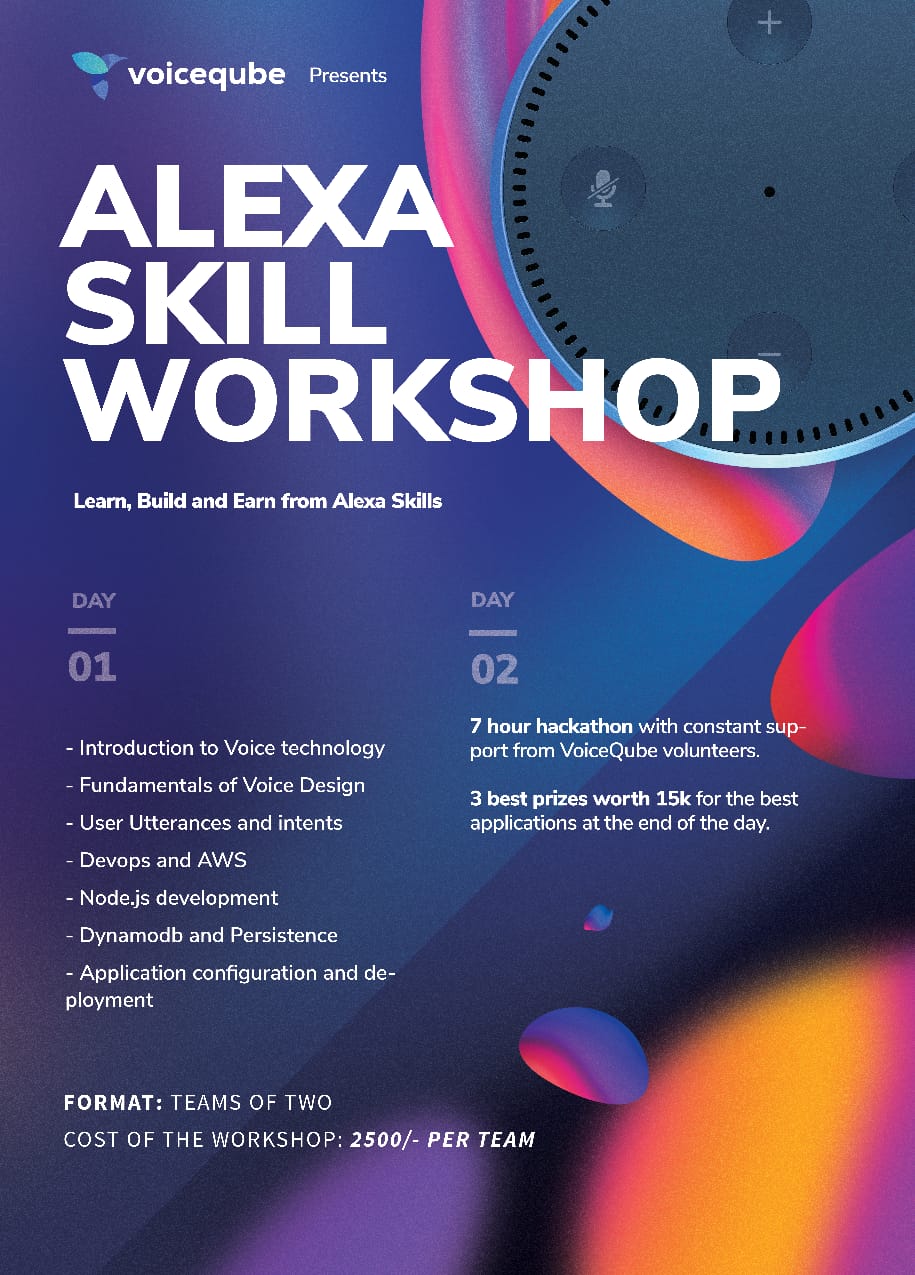 voiceqube Presents
ALEXA
SKILL
WORKSHOP
Learn, Build and Earn from Alexa Skills
DAY
01
- Introduction to Voice technology
- Fundamentals of Voice Design
- User Utterances and intents
- Devops and AWS
- Node.js development
- Dynamodb and Persistence
- Application configuration and de-
ployment
DAY
02
7 hour hackathon with constant sup-
port from VoiceQube volunteers.
3 best prizes worth 15k for the best
applications at the end of the day.
FORMAT: TEAMS OF TWO
COST OF THE WORKSHOP: 2500/- PER TEAM